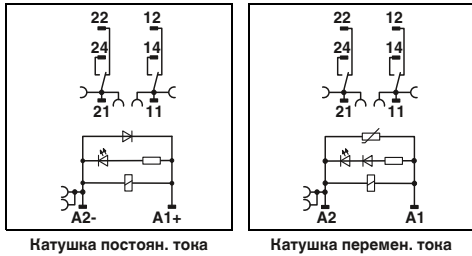 22 12 22 12
24 14 24 14
21 11 21 11
A2- A1+ A2 A1
Катушка постоян. тока Катушка перемен. тока